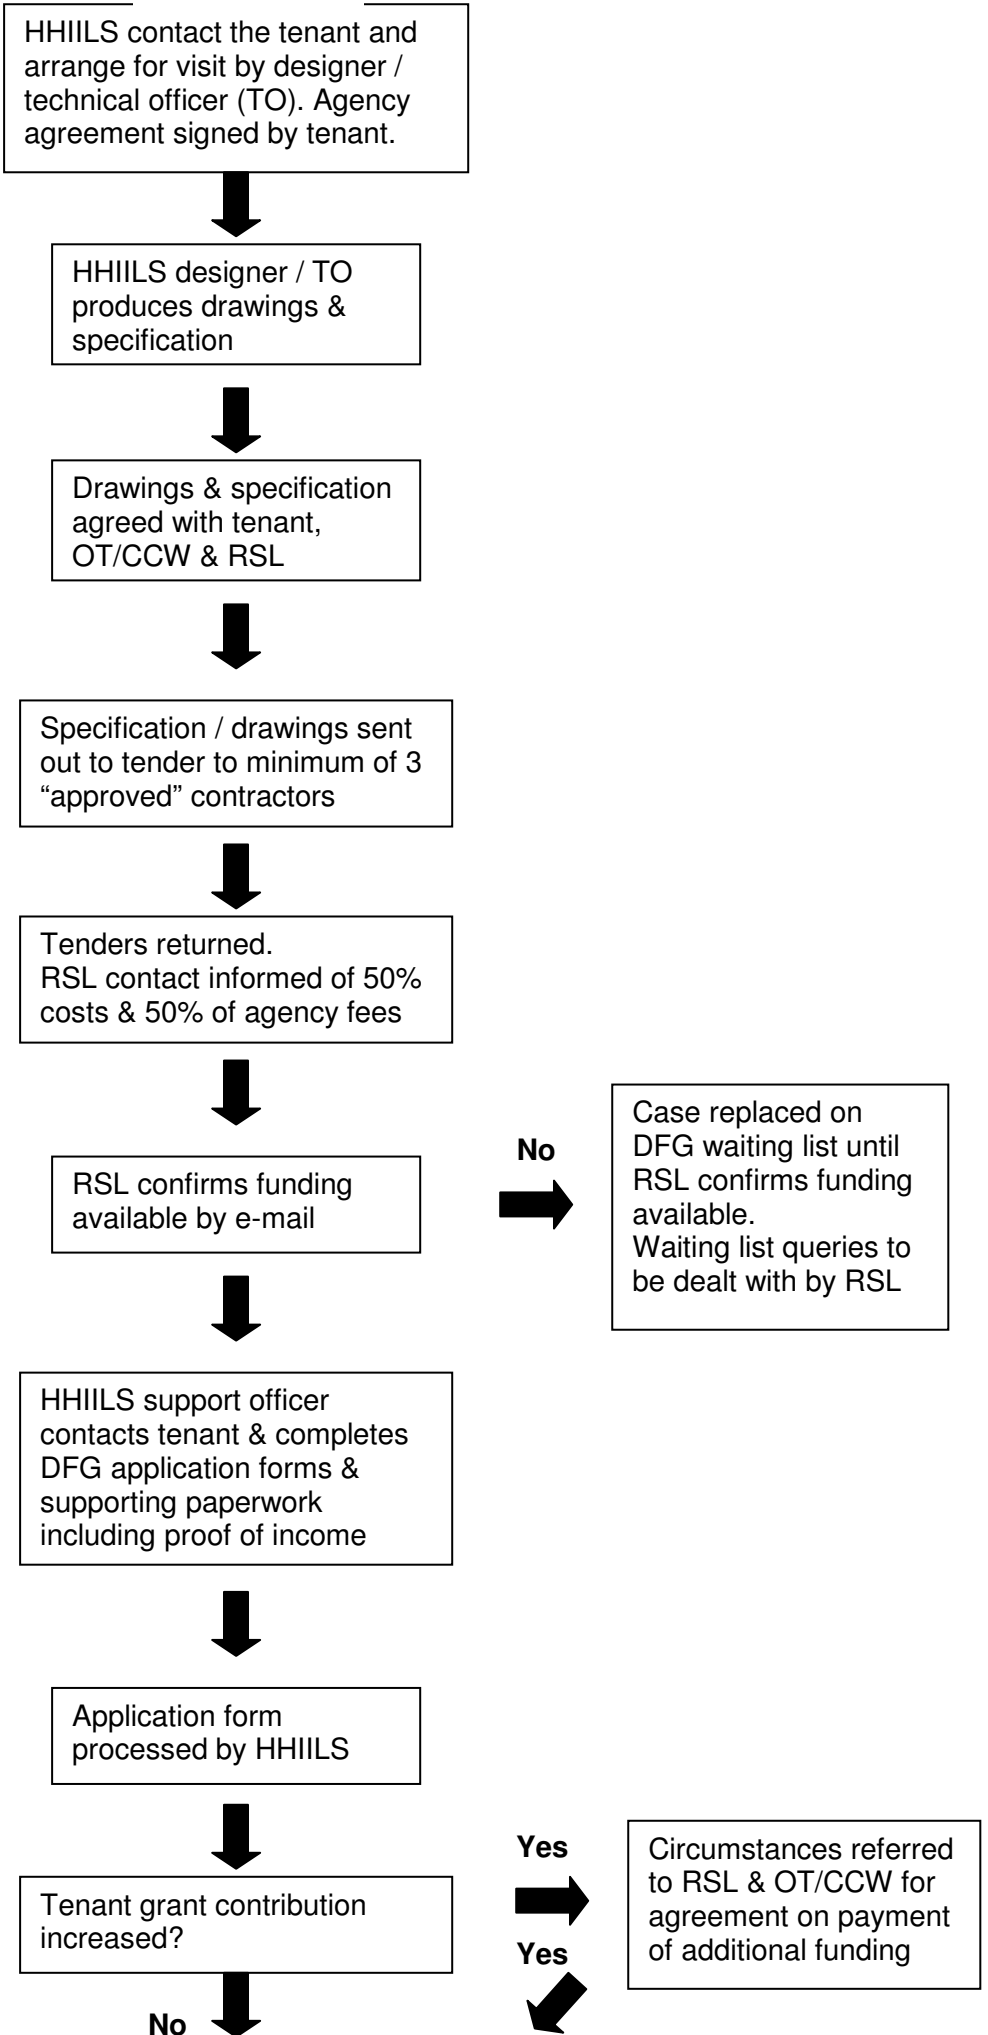 HHIILS contact the tenant and
arrange for visit by designer /
technical officer (TO). Agency
agreement signed by tenant.
HHIILS designer / TO
produces drawings &
specification
Drawings & specification
agreed with tenant,
OT/CCW & RSL
Specification / drawings sent
out to tender to minimum of 3
“approved” contractors
Tenders returned.
RSL contact informed of 50%
costs & 50% of agency fees
RSL confirms funding
available by e-mail
No
Case replaced on
DFG waiting list until
RSL confirms funding
available.
Waiting list queries to
be dealt with by RSL
HHIILS support officer
contacts tenant & completes
DFG application forms &
supporting paperwork
including proof of income
Application form
processed by HHIILS
Tenant grant contribution
increased?
Yes
Circumstances referred
to RSL & OT/CCW for
agreement on payment
of additional funding
Yes
No